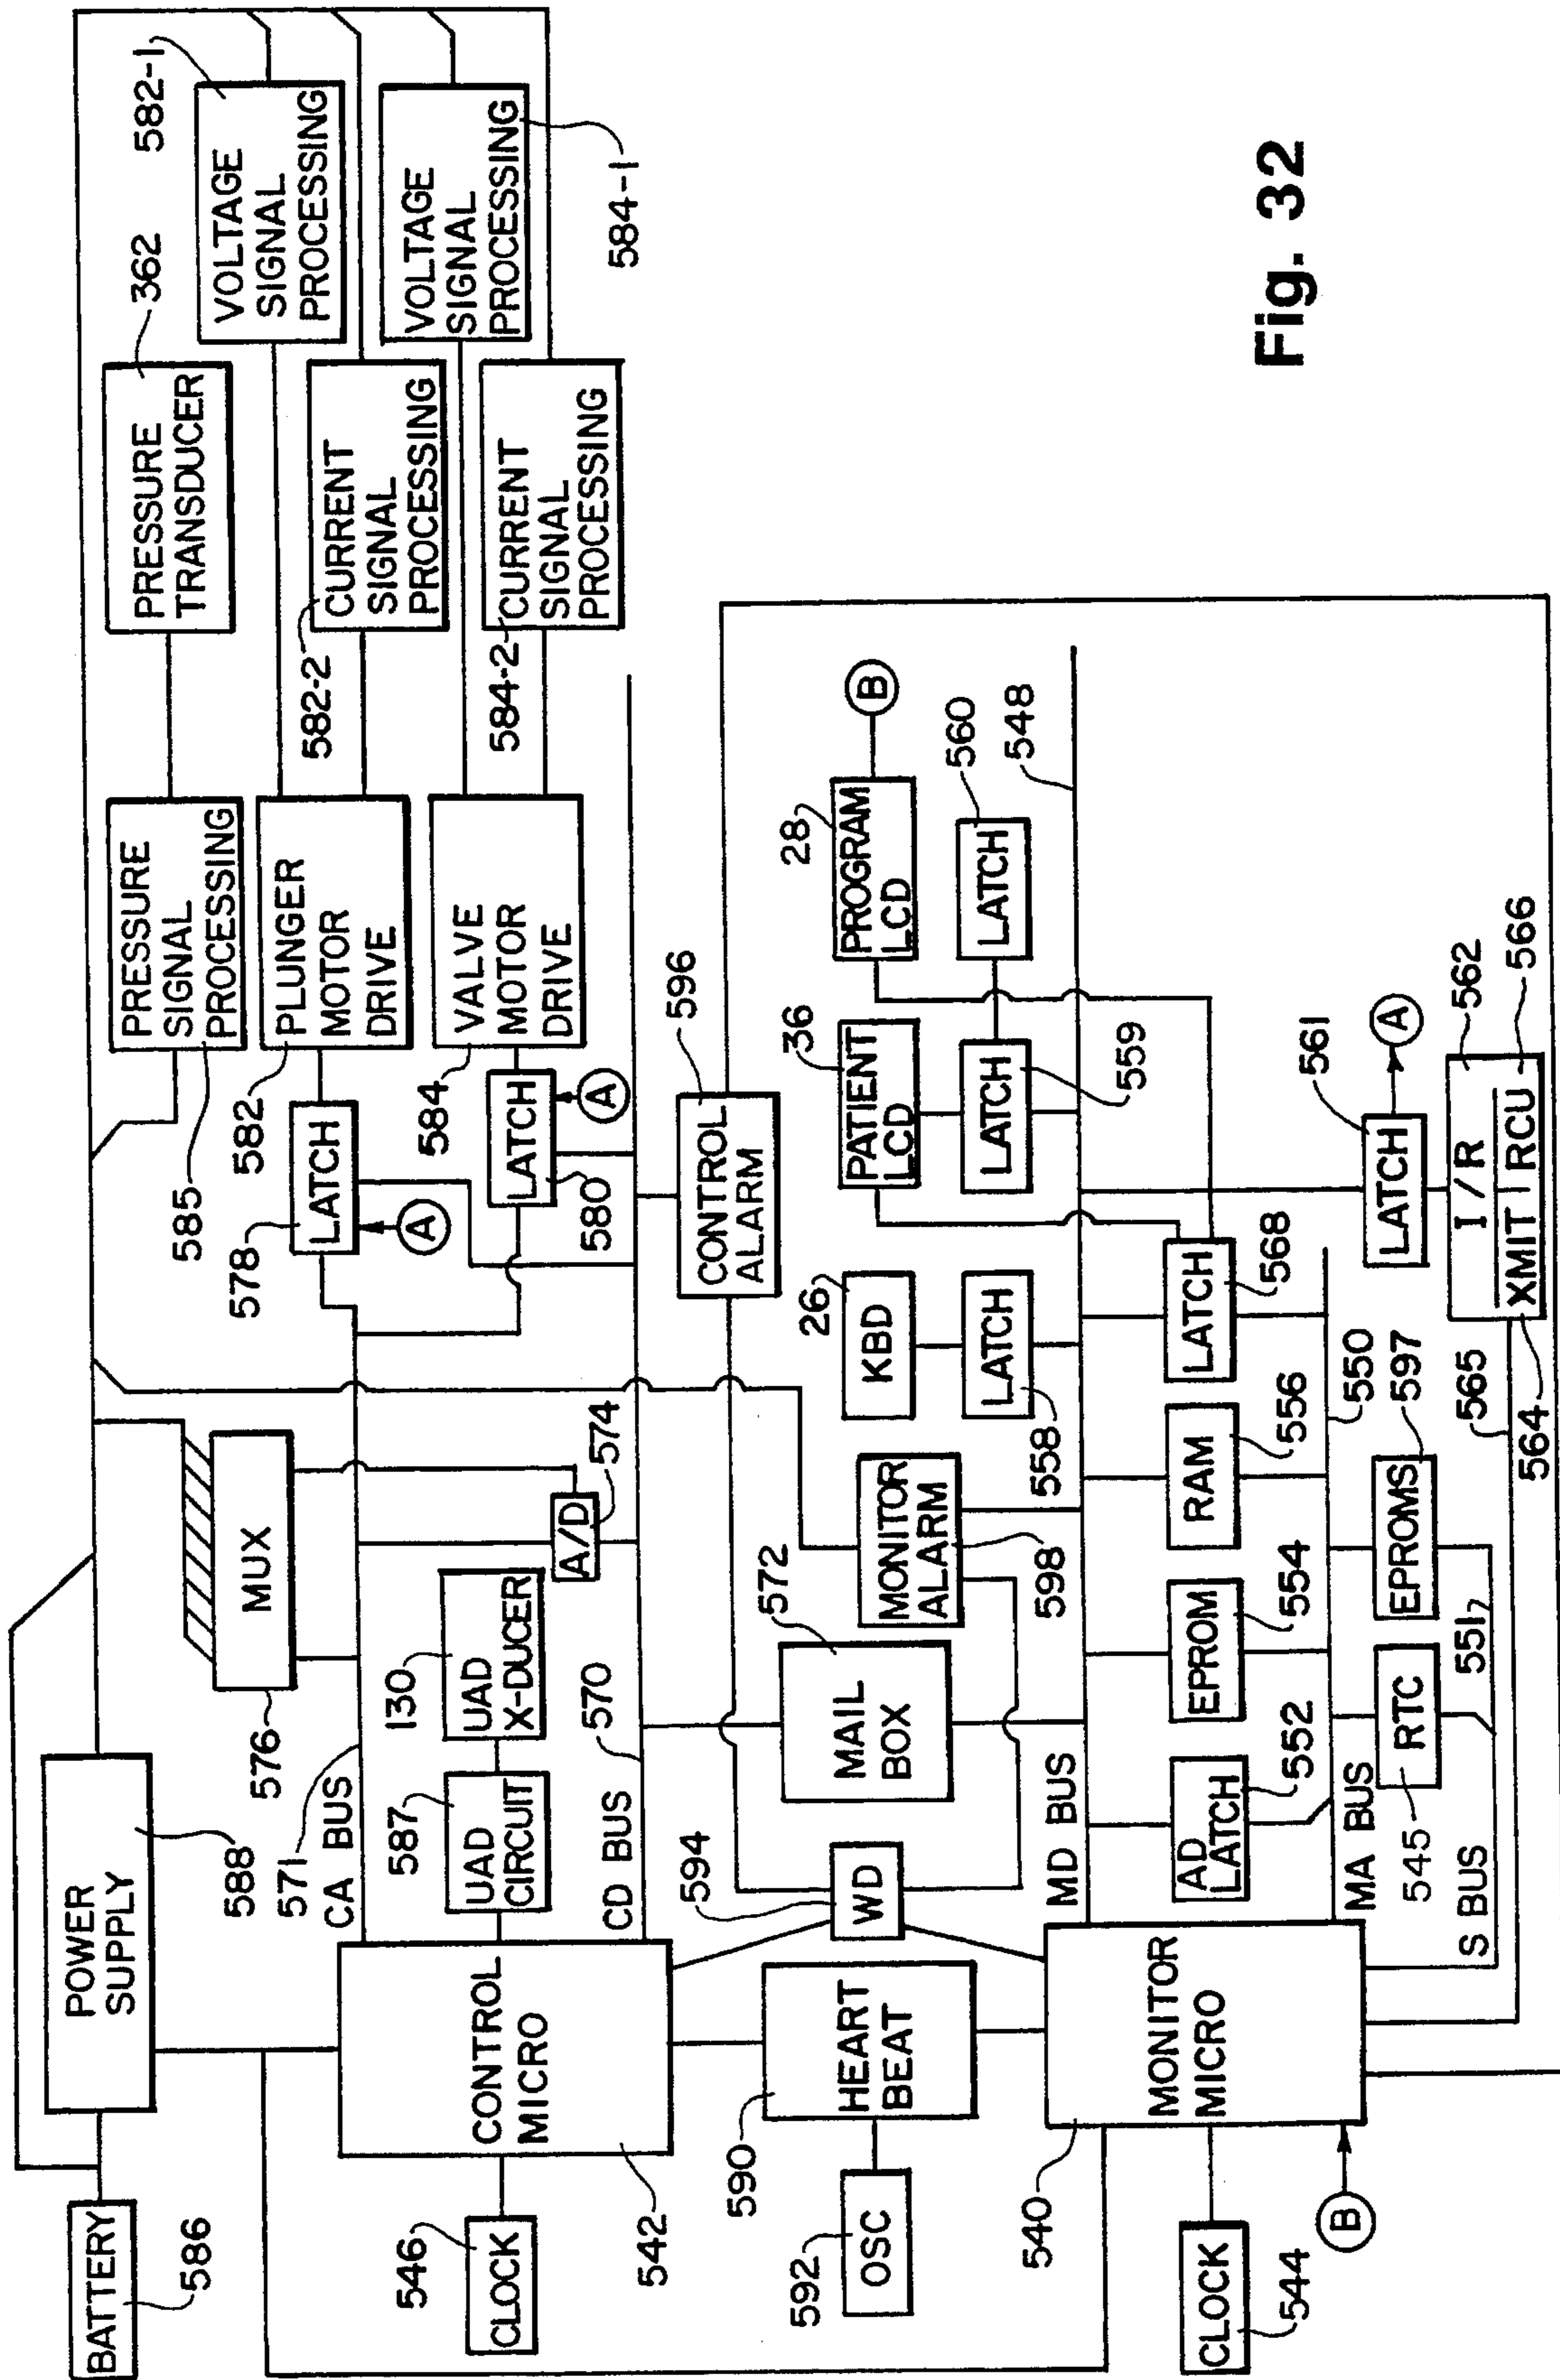 BATTERY
586
POWER
SUPPLY
588
576
MUX
571
CA BUS
546
CLOCK
CONTROL
MICRO
542
587
UAD
CIRCUIT
130
UAD
X-DUCER
A/D
574
CD BUS
570
PRESSURE
SIGNAL
PROCESSING
585
PRESSURE
TRANSDUCER
362
582-1
VOLTAGE
SIGNAL
PROCESSING
578
LATCH
A
582
PLUNGER
MOTOR
DRIVE
582-2
CURRENT
SIGNAL
PROCESSING
VOLTAGE
SIGNAL
PROCESSING
584-1
584
LATCH
580
A
VALVE
MOTOR
DRIVE
584-2
CURRENT
SIGNAL
PROCESSING
596
CONTROL
ALARM
590
592
OSC
HEART
BEAT
594
WD
572
MAIL
BOX
MONITOR
ALARM
598
26
KBD
LATCH
558
36
PATIENT
LCD
LATCH
559
28
PROGRAM
LCD
B
LATCH
560
548
540
MONITOR
MICRO
CLOCK
544
B
MD BUS
AD
LATCH
552
EPROM
554
RAM
556
LATCH
568
MA BUS
550
545
RTC
EPROMS
597
S BUS
551
565
561
LATCH
A
I/R
XMIT
RCU
562
564
566
Fig. 32